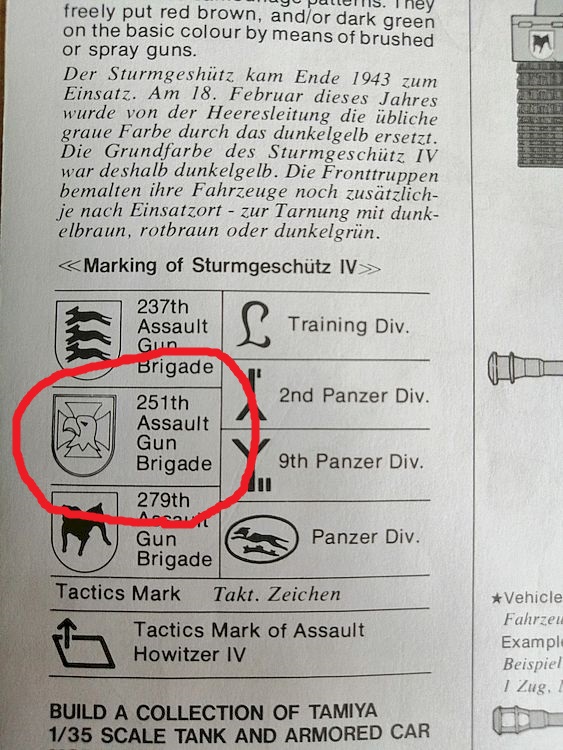 camouflage patterns. They
freely put red brown, and/or dark green
on the basic colour by means of brushed
or spray guns.
Der Sturmgeshütz kam Ende 1943 zum
Einsatz. Am 18. Februar dieses Jahres
wurde von der Heeresleitung die übliche
graue Farbe durch das dunkelgelb ersetzt.
Die Grundfarbe des Sturmgeschütz IV
war deshalb dunkelgelb. Die Fronttruppen
bemalten ihre Fahrzeuge noch zusätzlich-
je nach Einsatzort - zur Tarnung mit dunk-
elbraun, rotbraun oder dunkelgrün.
≪Marking of Sturmgeschütz IV≫
237th
Assault
Gun
Brigade
251th
Assault
Gun
Brigade
279th
Assault
Gun
Brigade
Training Div.
2nd Panzer Div.
9th Panzer Div.
Panzer Div.
Tactics Mark Takt. Zeichen
Tactics Mark of Assault
Howitzer IV
BUILD A COLLECTION OF TAMIYA
1/35 SCALE TANK AND ARMORED CAR
★Vehicle
Fahrzeu
Example
Beispiel
1 Zug,